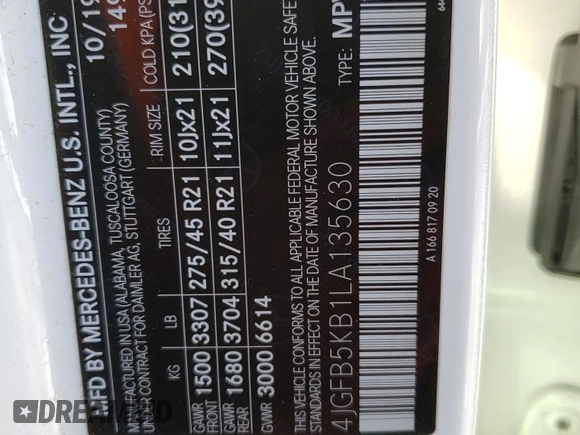 MFD BY MERCEDES-BENZ U.S. INTL., INC
10/19
MANUFACTURED IN USA (ALABAMA, TUSCALOOSA COUNTY)
UNDER CONTRACT FOR DAIMLER AG, STUTTGART (GERMANY)
149
KG LB TIRES RIM SIZE COLD KPA (PS
GAWR FRONT 1500 3307 275/45 R21 10Jx21 210(31
GAWR REAR 1680 3704 315/40 R21 11Jx21 270(39
GVWR 3000 6614
THIS VEHICLE CONFORMS TO ALL APPLICABLE FEDERAL MOTOR VEHICLE SAFE
STANDARDS IN EFFECT ON THE DATE OF MANUFACTURE SHOWN ABOVE.
4JGFB5KB1LA135630
TYPE: MPV
A 166 817 09 20
DIRECT.CARS